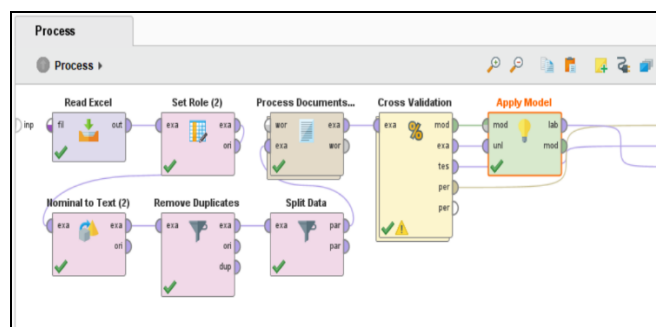 Process
Process
inp
Read Excel
fil
out
Set Role (2)
exa
exa
ori
Process Documents...
wor
exa
exa
wor
Cross Validation
exa
mod
exa
tes
per
per
Apply Model
mod
lab
unl
mod
Nominal to Text (2)
exa
exa
ori
Remove Duplicates
exa
exa
ori
dup
Split Data
exa
par
par